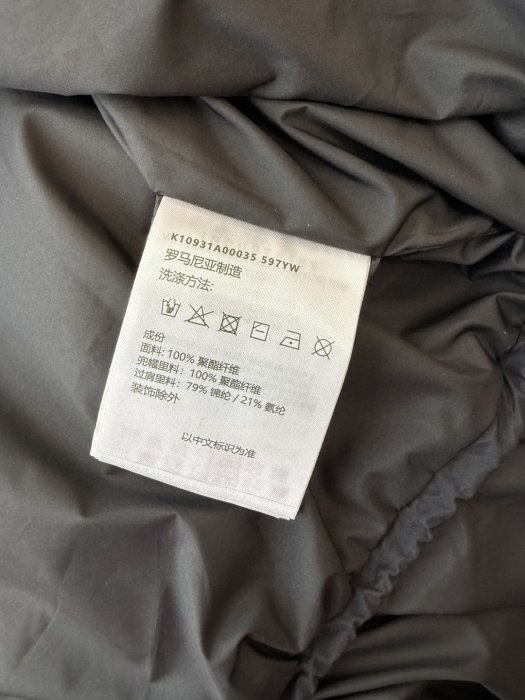 K10931A00035 597YW
罗马尼亚制造
洗涤方法:
成份
面料: 100% 聚酯纤维
兜帽里料: 100% 聚酯纤维
过肩里料: 79% 锦纶 / 21% 氨纶
装饰除外
以中文标识为准